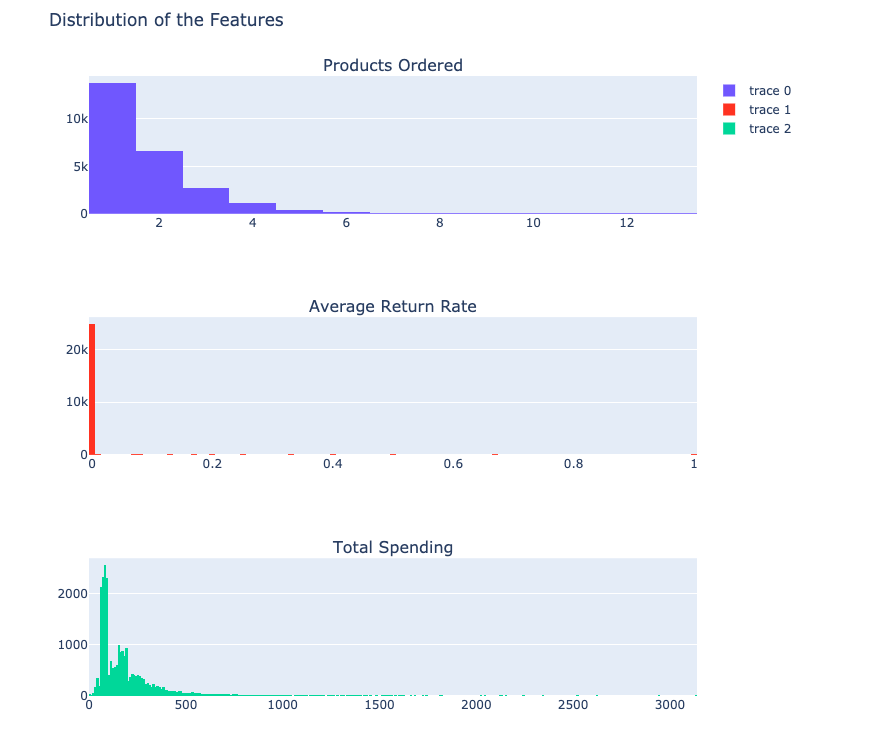 Distribution of the Features
Products Ordered
trace 0
trace 1
trace 2
10k
5k
0
2 4 6 8 10 12
Average Return Rate
20k
10k
0
0 0.2 0.4 0.6 0.8 1
Total Spending
2000
1000
0
0 500 1000 1500 2000 2500 3000